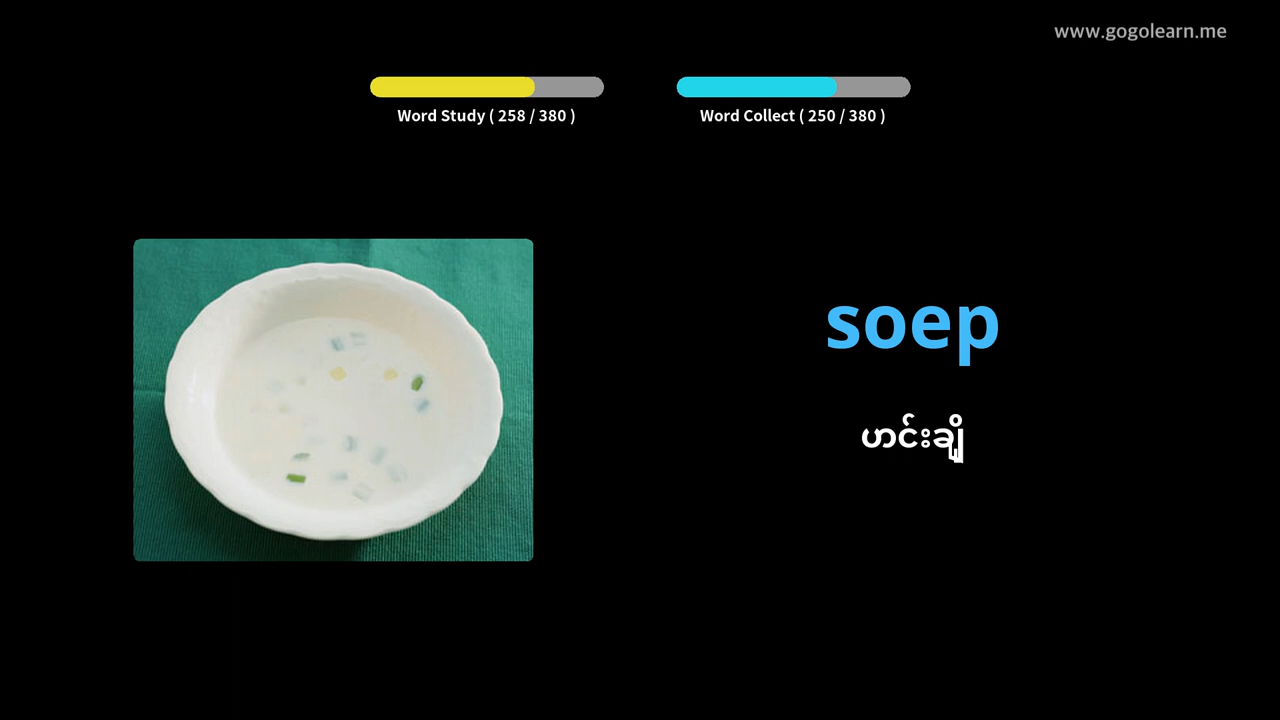 www.gogolearn.me
Word Study ( 258 / 380 )
Word Collect ( 250 / 380 )
soep
ဟင်းချို